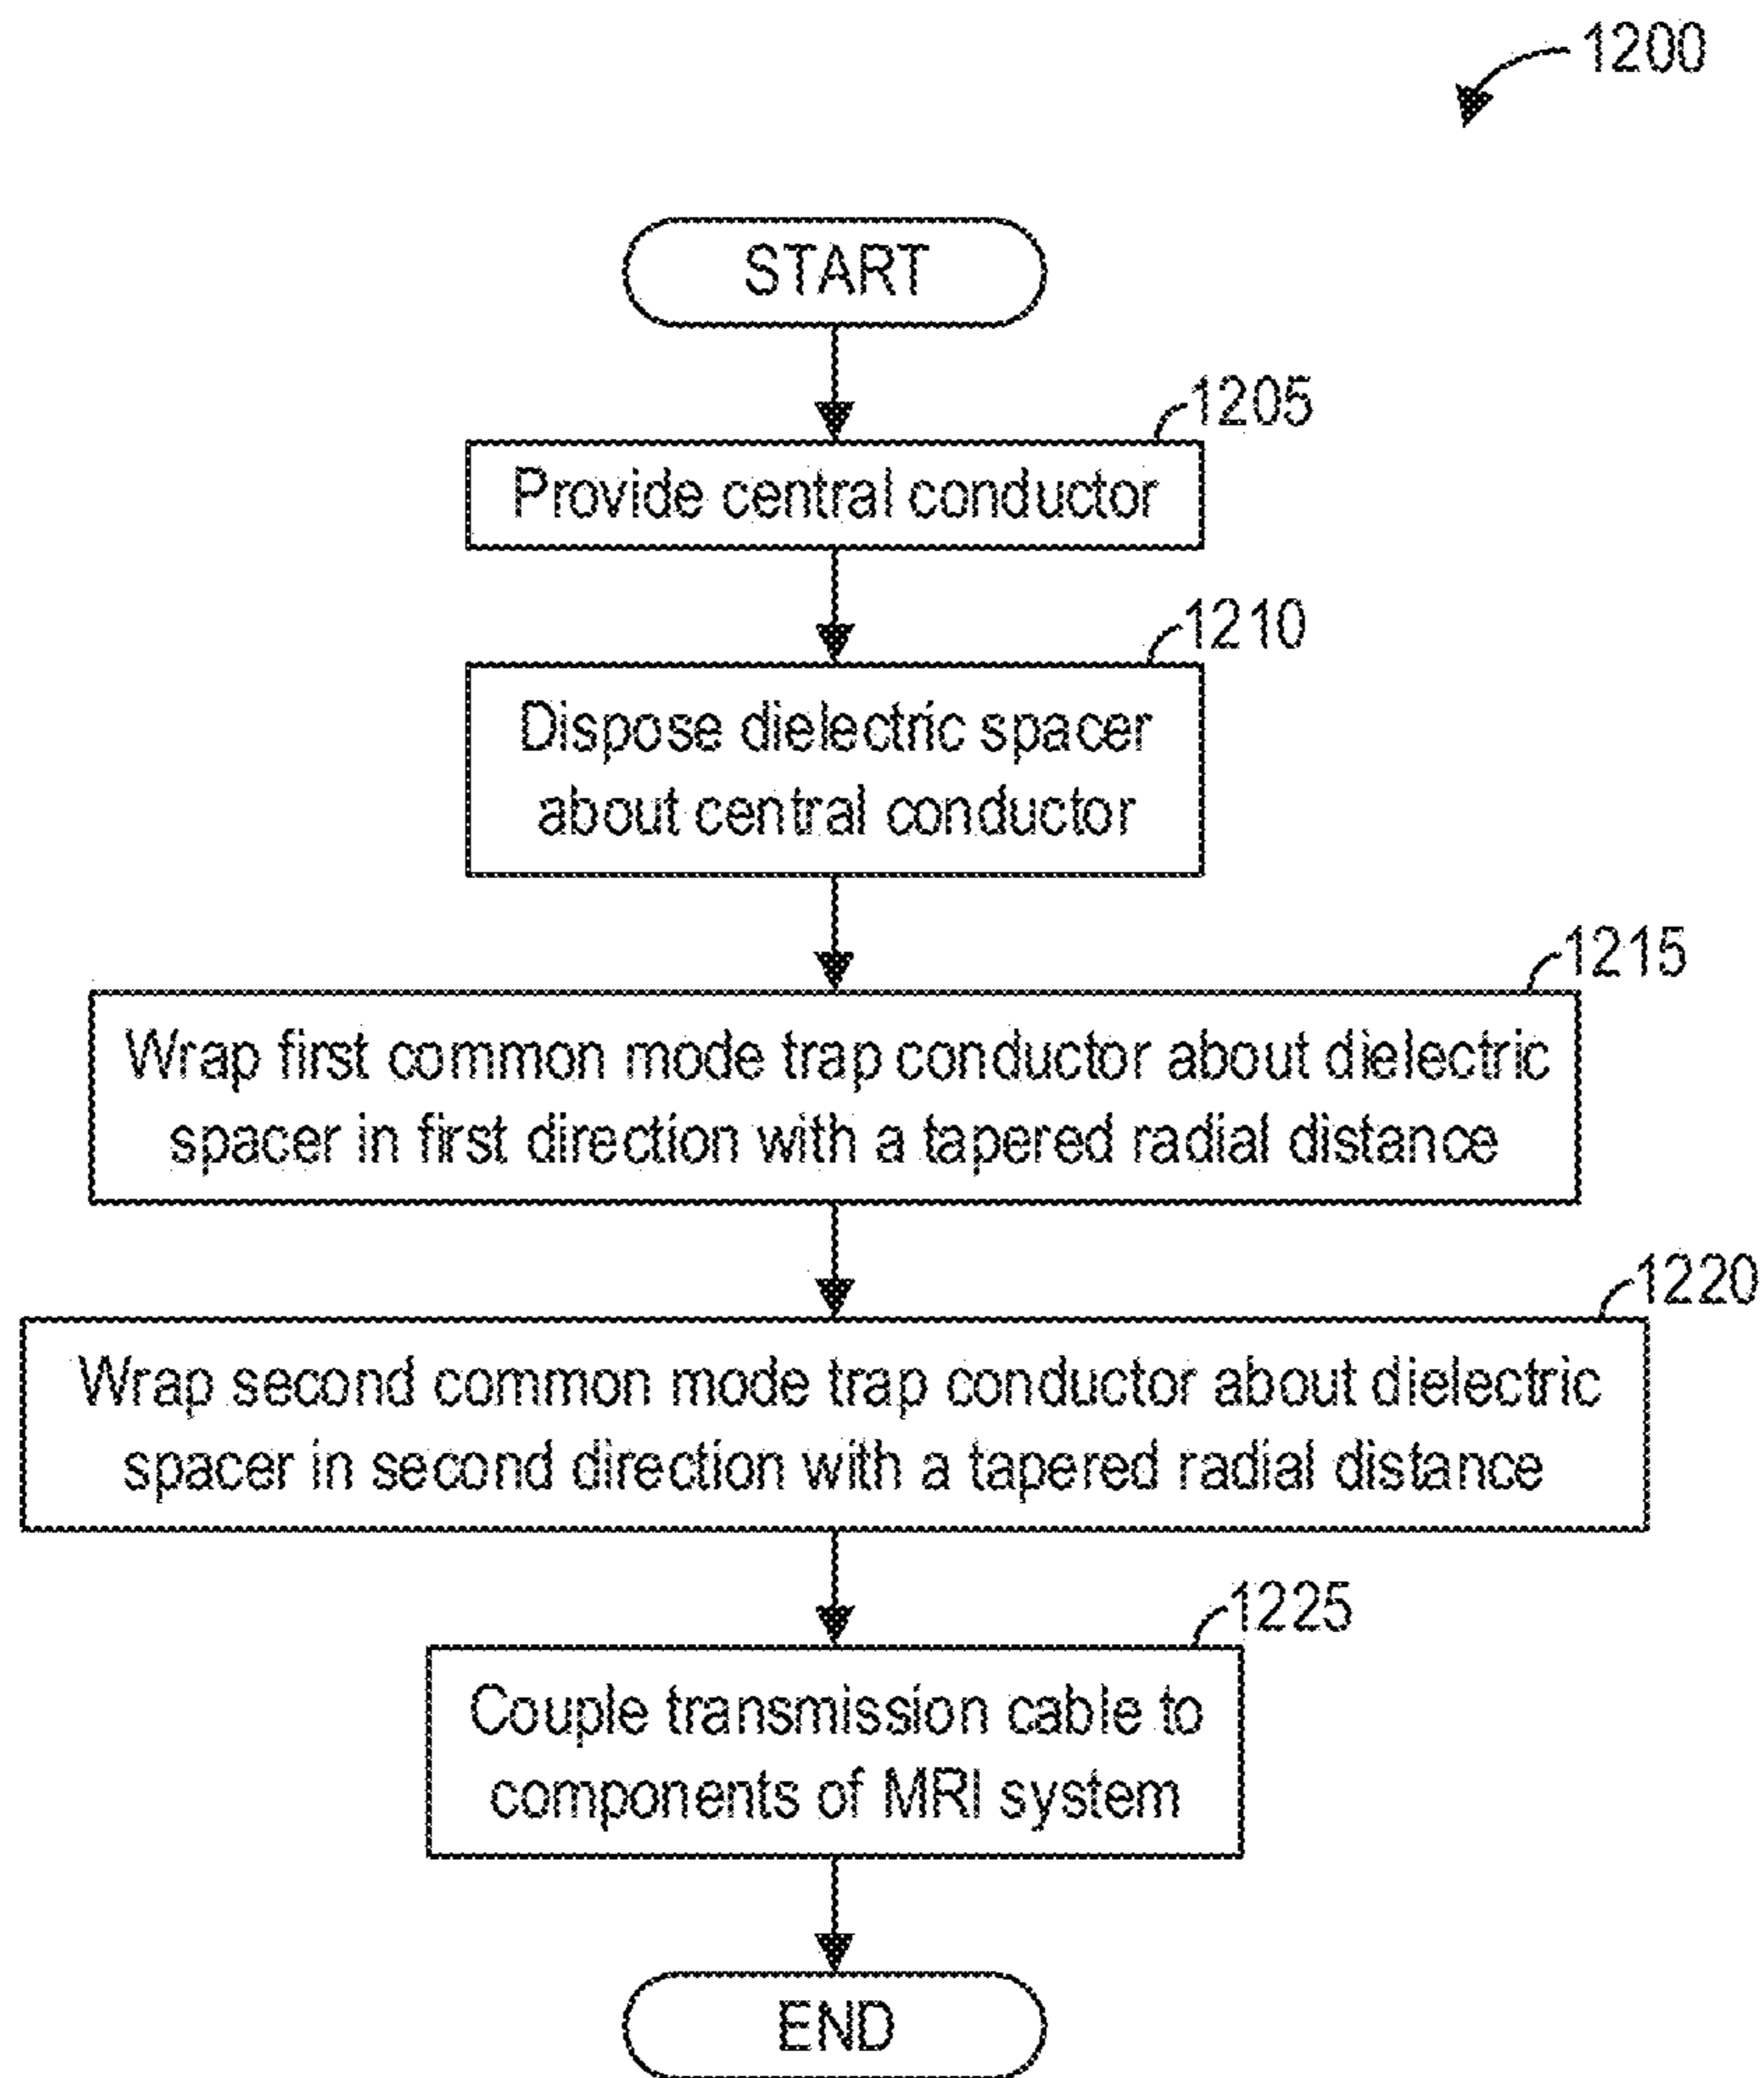 1200
START
1205
Provide central conductor
1210
Dispose dielectric spacer
about central conductor
1215
Wrap first common mode trap conductor about dielectric
spacer in first direction with a tapered radial distance
1220
Wrap second common mode trap conductor about dielectric
spacer in second direction with a tapered radial distance
1225
Couple transmission cable to
components of MRI system
END